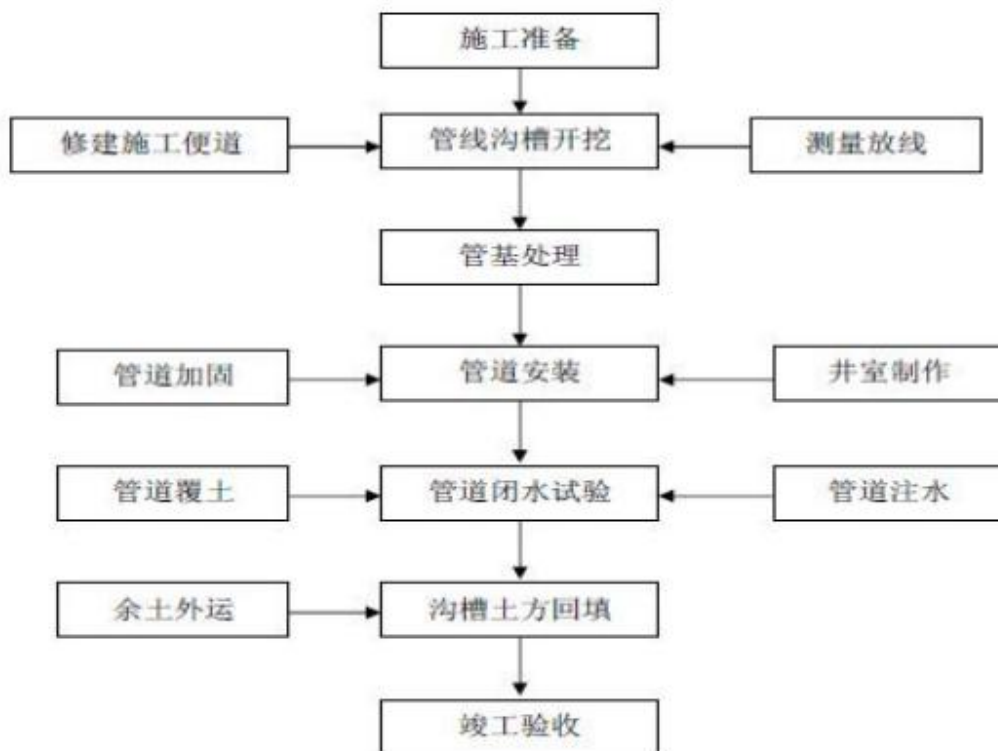 施工准备
修建施工便道 管线沟槽开挖 测量放线
管基处理
管道加固 管道安装 井室制作
管道覆土 管道闭水试验 管道注水
余土外运 沟槽土方回填
竣工验收